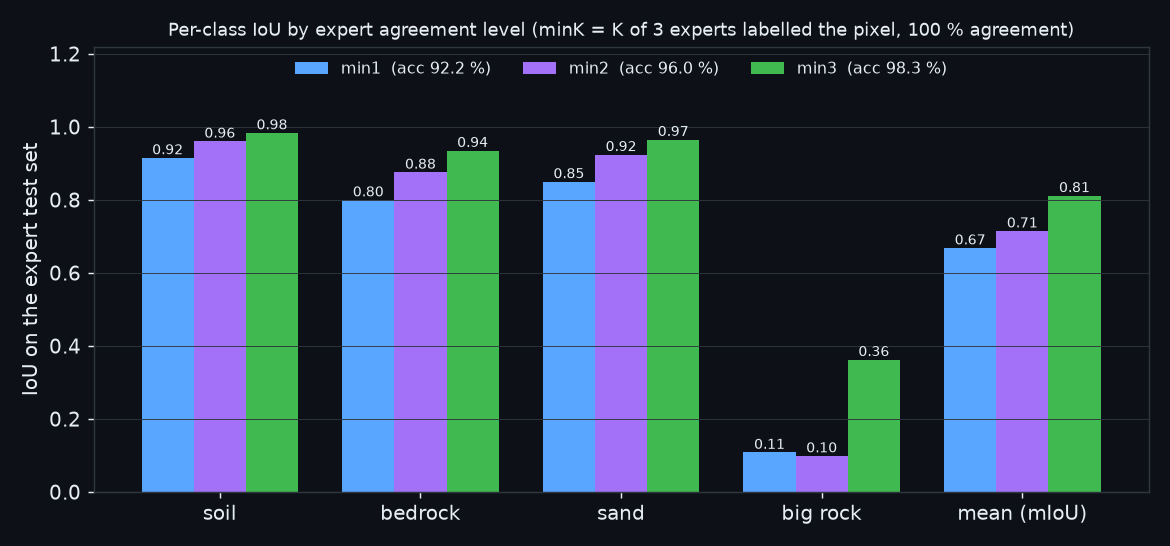 Per-class IoU by expert agreement level (minK = K of 3 experts labelled the pixel, 100 % agreement)
min1 (acc 92.2 %) min2 (acc 96.0 %) min3 (acc 98.3 %)
IoU on the expert test set
1.2
1.0
0.8
0.6
0.4
0.2
0.0
0.92 0.96 0.98
0.80 0.88 0.94
0.85 0.92 0.97
0.11 0.10 0.36
0.67 0.71 0.81
soil bedrock sand big rock mean (mIoU)